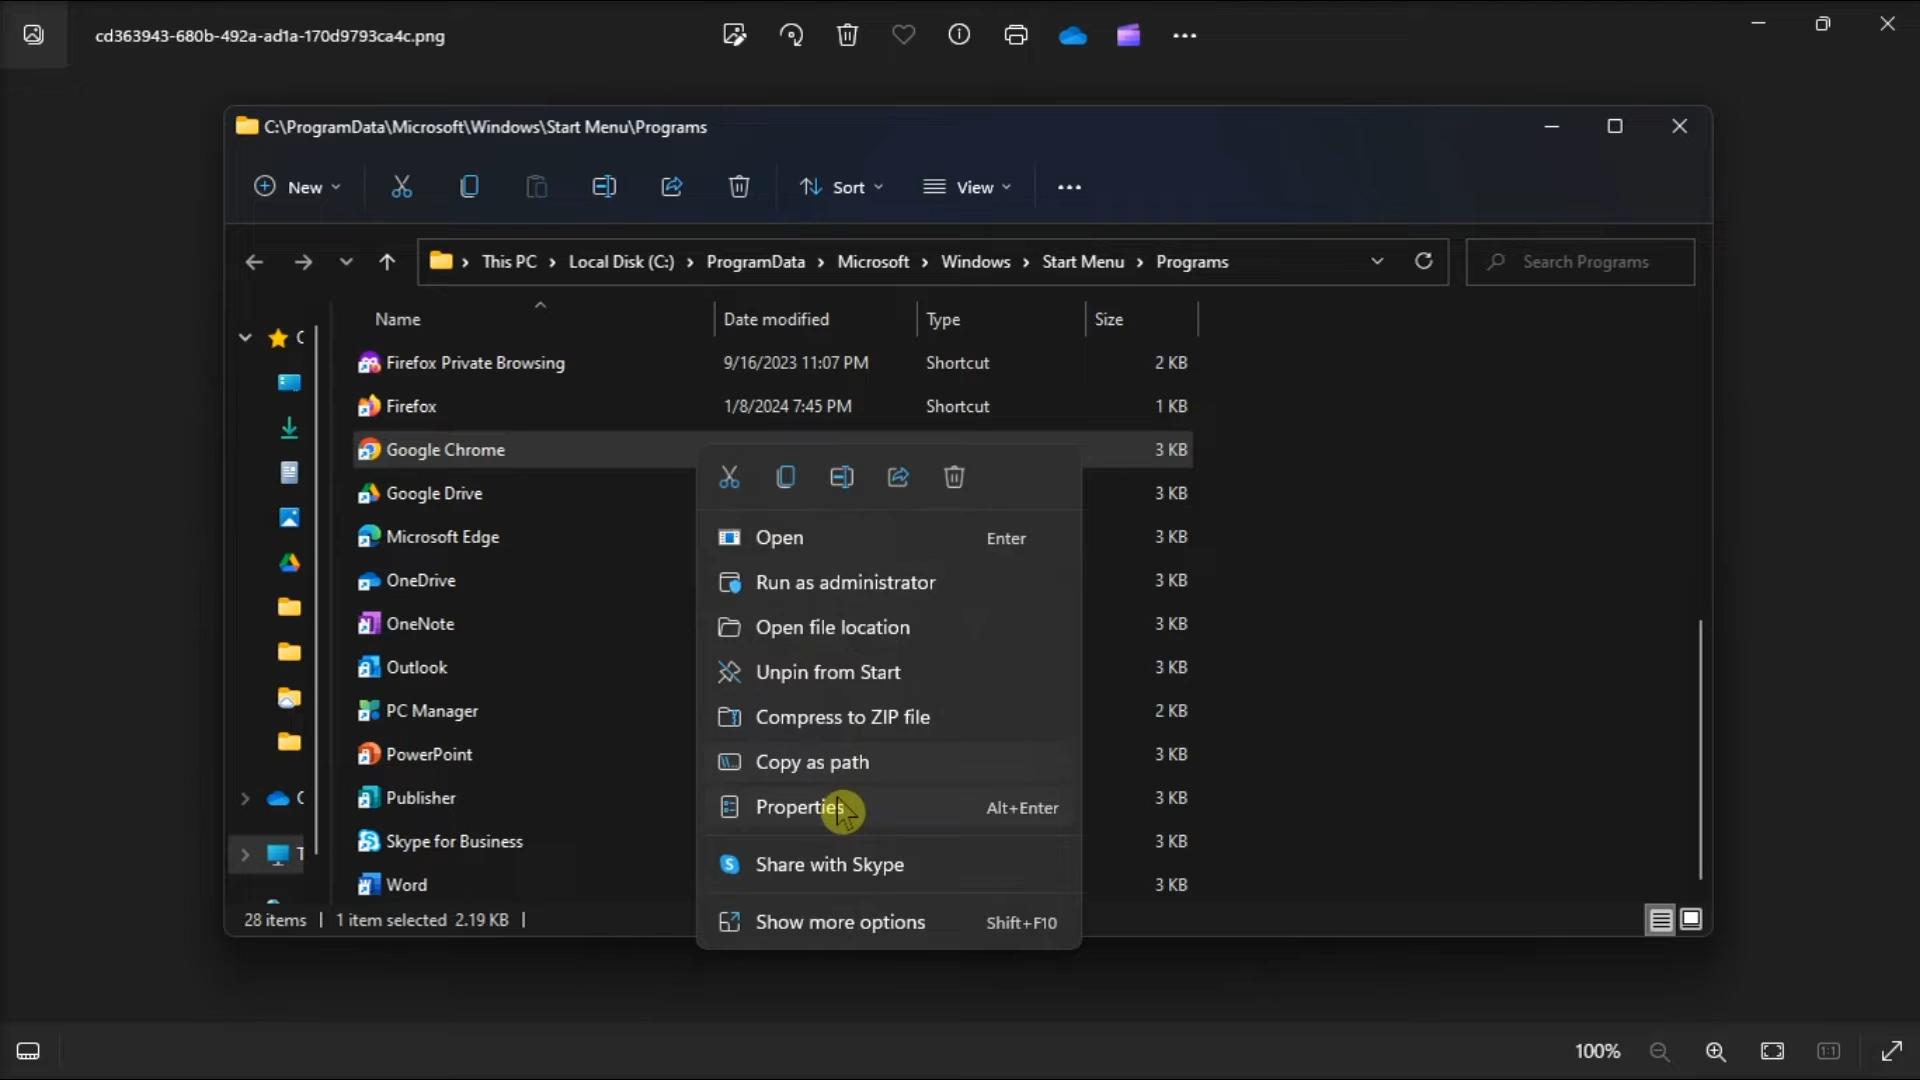 cd363943-680b-492a-ad1a-170d9793ca4c.png
C:\ProgramData\Microsoft\Windows\Start Menu\Programs
New Sort View
This PC › Local Disk (C:) › ProgramData › Microsoft › Windows › Start Menu › Programs Search Programs
Name Date modified Type Size
Firefox Private Browsing 9/16/2023 11:07 PM Shortcut 2 KB
Firefox 1/8/2024 7:45 PM Shortcut 1 KB
Google Chrome 3 KB
Google Drive 3 KB
Microsoft Edge 3 KB
OneDrive 3 KB
OneNote 3 KB
Outlook 3 KB
PC Manager 2 KB
PowerPoint 3 KB
Publisher 3 KB
Skype for Business 3 KB
Word 3 KB
Open Enter
Run as administrator
Open file location
Unpin from Start
Compress to ZIP file
Copy as path
Properties Alt+Enter
Share with Skype
Show more options Shift+F10
28 items | 1 item selected 2.19 KB |
100% 1:1